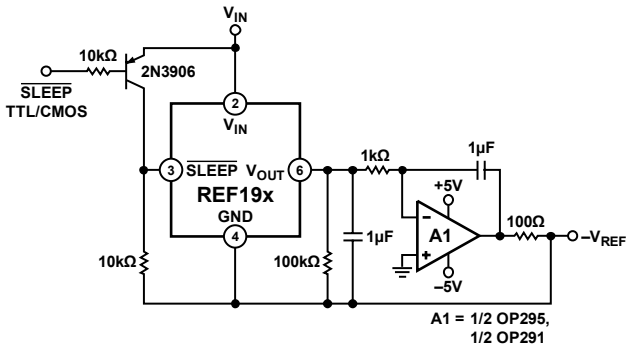 V_IN
10kΩ
2N3906
SLEEP
TTL/CMOS
2
V_IN
3
SLEEP
V_OUT
6
REF19x
GND
4
1kΩ
1µF
+5V
−
A1
+
−5V
100Ω
−V_REF
10kΩ
100kΩ
1µF
A1 = 1/2 OP295,
1/2 OP291